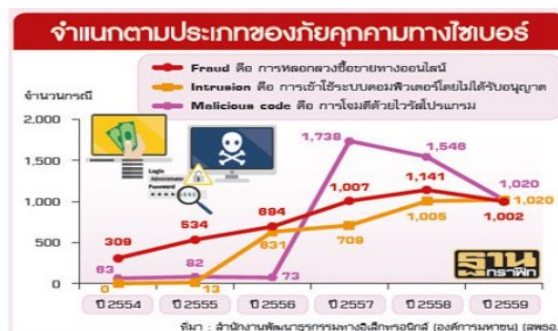 จำแนกตามประเภทของภัยคุกคามทางไซเบอร์
Fraud คือ การหลอกลวงซื้อขายทางออนไลน์
Intrusion คือ การเข้าใช้ระบบคอมพิวเตอร์โดยไม่ได้รับอนุญาต
Malicious code คือ การโจมตีด้วยไวรัสโปรแกรม
จำนวนกรณี
2,000
1,500
1,000
500
0
Login
Administrator
Password
309
534
694
1,007
1,141
1,002
0
13
631
709
1,005
1,020
63
82
73
1,738
1,546
1,020
ปี 2554
ปี 2555
ปี 2556
ปี 2557
ปี 2558
ปี 2559
ฐาน
กราฟิก
ที่มา : สำนักงานพัฒนาธุรกรรมทางอิเล็กทรอนิกส์ (องค์การมหาชน) (สพธอ.